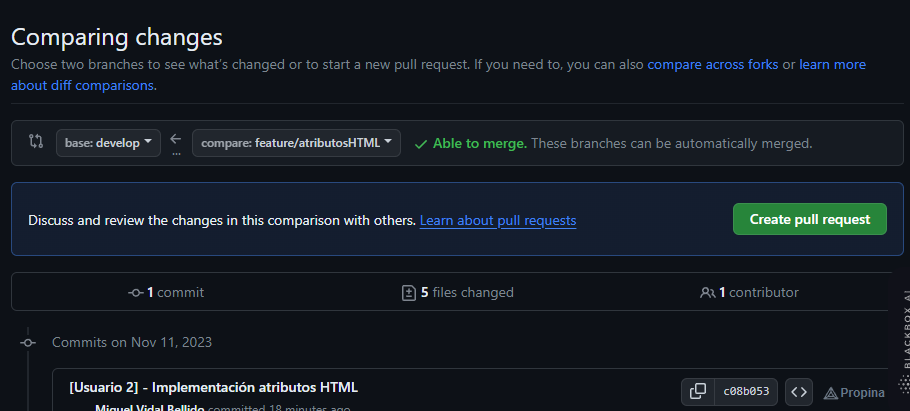 Comparing changes
Choose two branches to see what's changed or to start a new pull request. If you need to, you can also compare across forks or learn more
about diff comparisons.
base: develop
...
compare: feature/atributosHTML
Able to merge. These branches can be automatically merged.
Discuss and review the changes in this comparison with others. Learn about pull requests
Create pull request
1 commit
5 files changed
1 contributor
Commits on Nov 11, 2023
[Usuario 2] - Implementación atributos HTML
c08b053
Propina
Miguel Vidal Bellido committed 18 minutes ago
BLACKBOX AI